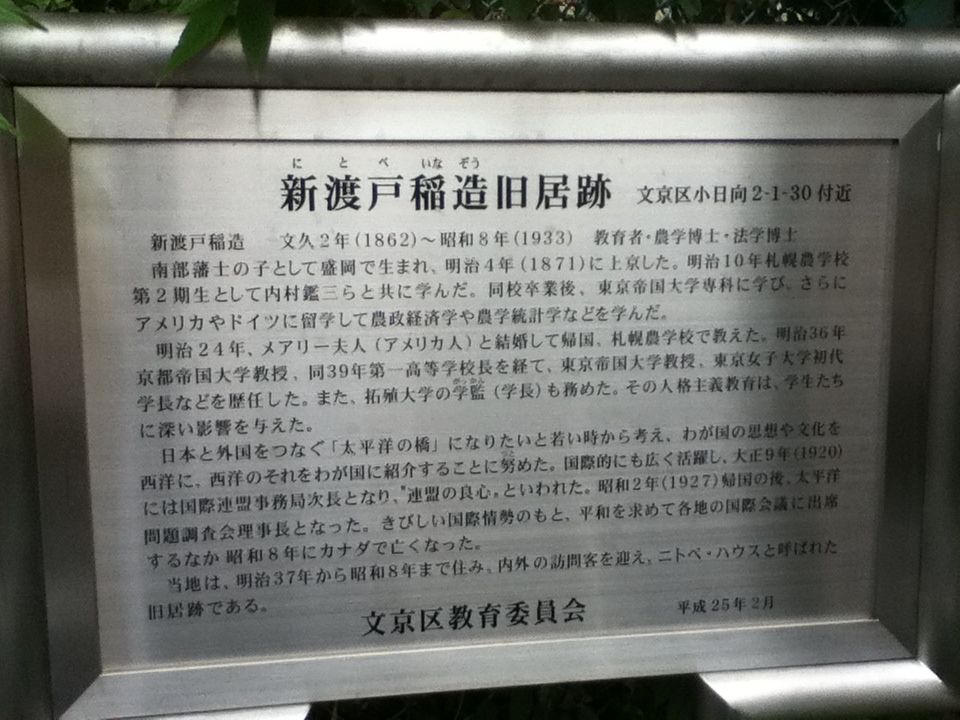 にとべ いなぞう
新渡戸稲造旧居跡 文京区小日向2-1-30付近
新渡戸稲造 文久2年(1862)~昭和8年(1933) 教育者・農学博士・法学博士
南部藩士の子として盛岡で生まれ、明治4年(1871)に上京した。明治10年札幌農学校
第2期生として内村鑑三らと共に学んだ。同校卒業後、東京帝国大学専科に学び、さらに
アメリカやドイツに留学して農政経済学や農学統計学などを学んだ。
明治24年、メアリー夫人(アメリカ人)と結婚して帰国、札幌農学校で教えた。明治36年
京都帝国大学教授、同39年第一高等学校長を経て、東京帝国大学教授、東京女子大学初代
がっかん
学長などを歴任した。また、拓殖大学の学監(学長)も務めた。その人格主義教育は、学生たち
に深い影響を与えた。
日本と外国をつなぐ「太平洋の橋」になりたいと若い時から考え、わが国の思想や文化を
つと
西洋に、西洋のそれをわが国に紹介することに努めた。国際的にも広く活躍し、大正9年(1920)
には国際連盟事務局次長となり、"連盟の良心"といわれた。昭和2年(1927)帰国の後、太平洋
問題調査会理事長となった。きびしい国際情勢のもと、平和を求めて各地の国際会議に出席
するなか 昭和8年にカナダで亡くなった。
当地は、明治37年から昭和8年まで住み、内外の訪問客を迎え、ニトベ・ハウスと呼ばれた
旧居跡である。
文京区教育委員会 平成25年2月